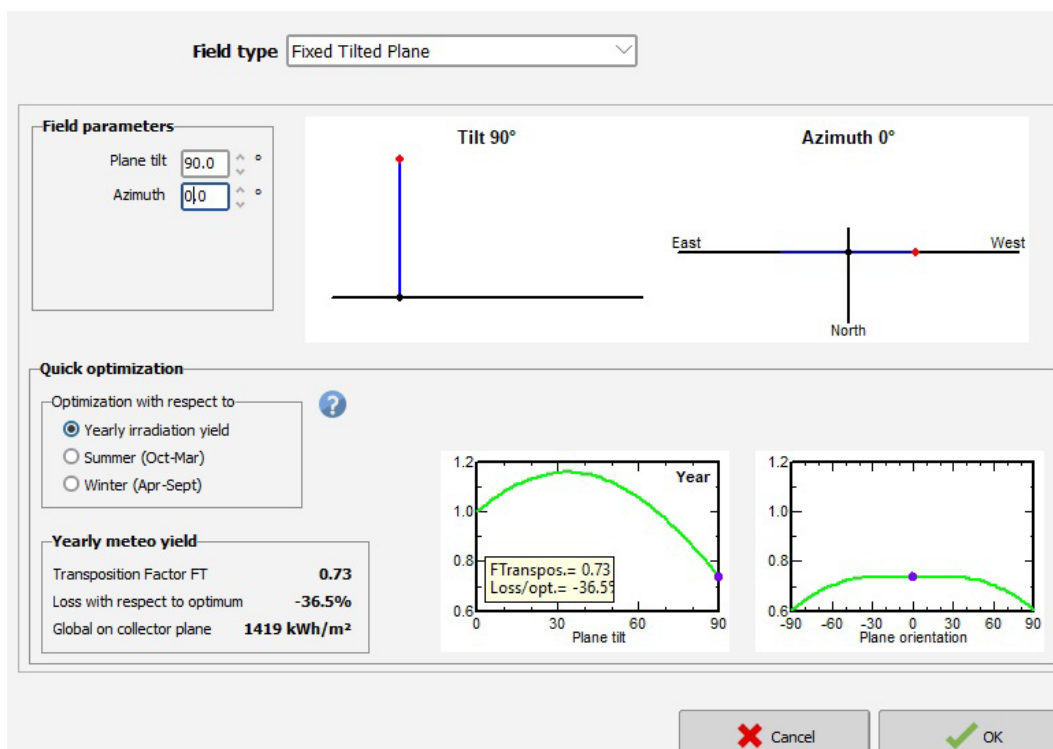 Field type Fixed Tilted Plane
Field parameters
Plane tilt 90.0 °
Azimuth 0.0 °
Tilt 90°
Azimuth 0°
East
West
North
Quick optimization
Optimization with respect to
?
Yearly irradiation yield
Summer (Oct-Mar)
Winter (Apr-Sept)
Yearly meteo yield
Transposition Factor FT 0.73
Loss with respect to optimum -36.5%
Global on collector plane 1419 kWh/m²
1.2
1.0
0.8
0.6
Year
FTranspos.= 0.73
Loss/opt.= -36.5%
0 30 60 90
Plane tilt
1.2
1.0
0.8
0.6
-90 -60 -30 0 30 60 90
Plane orientation
Cancel
OK